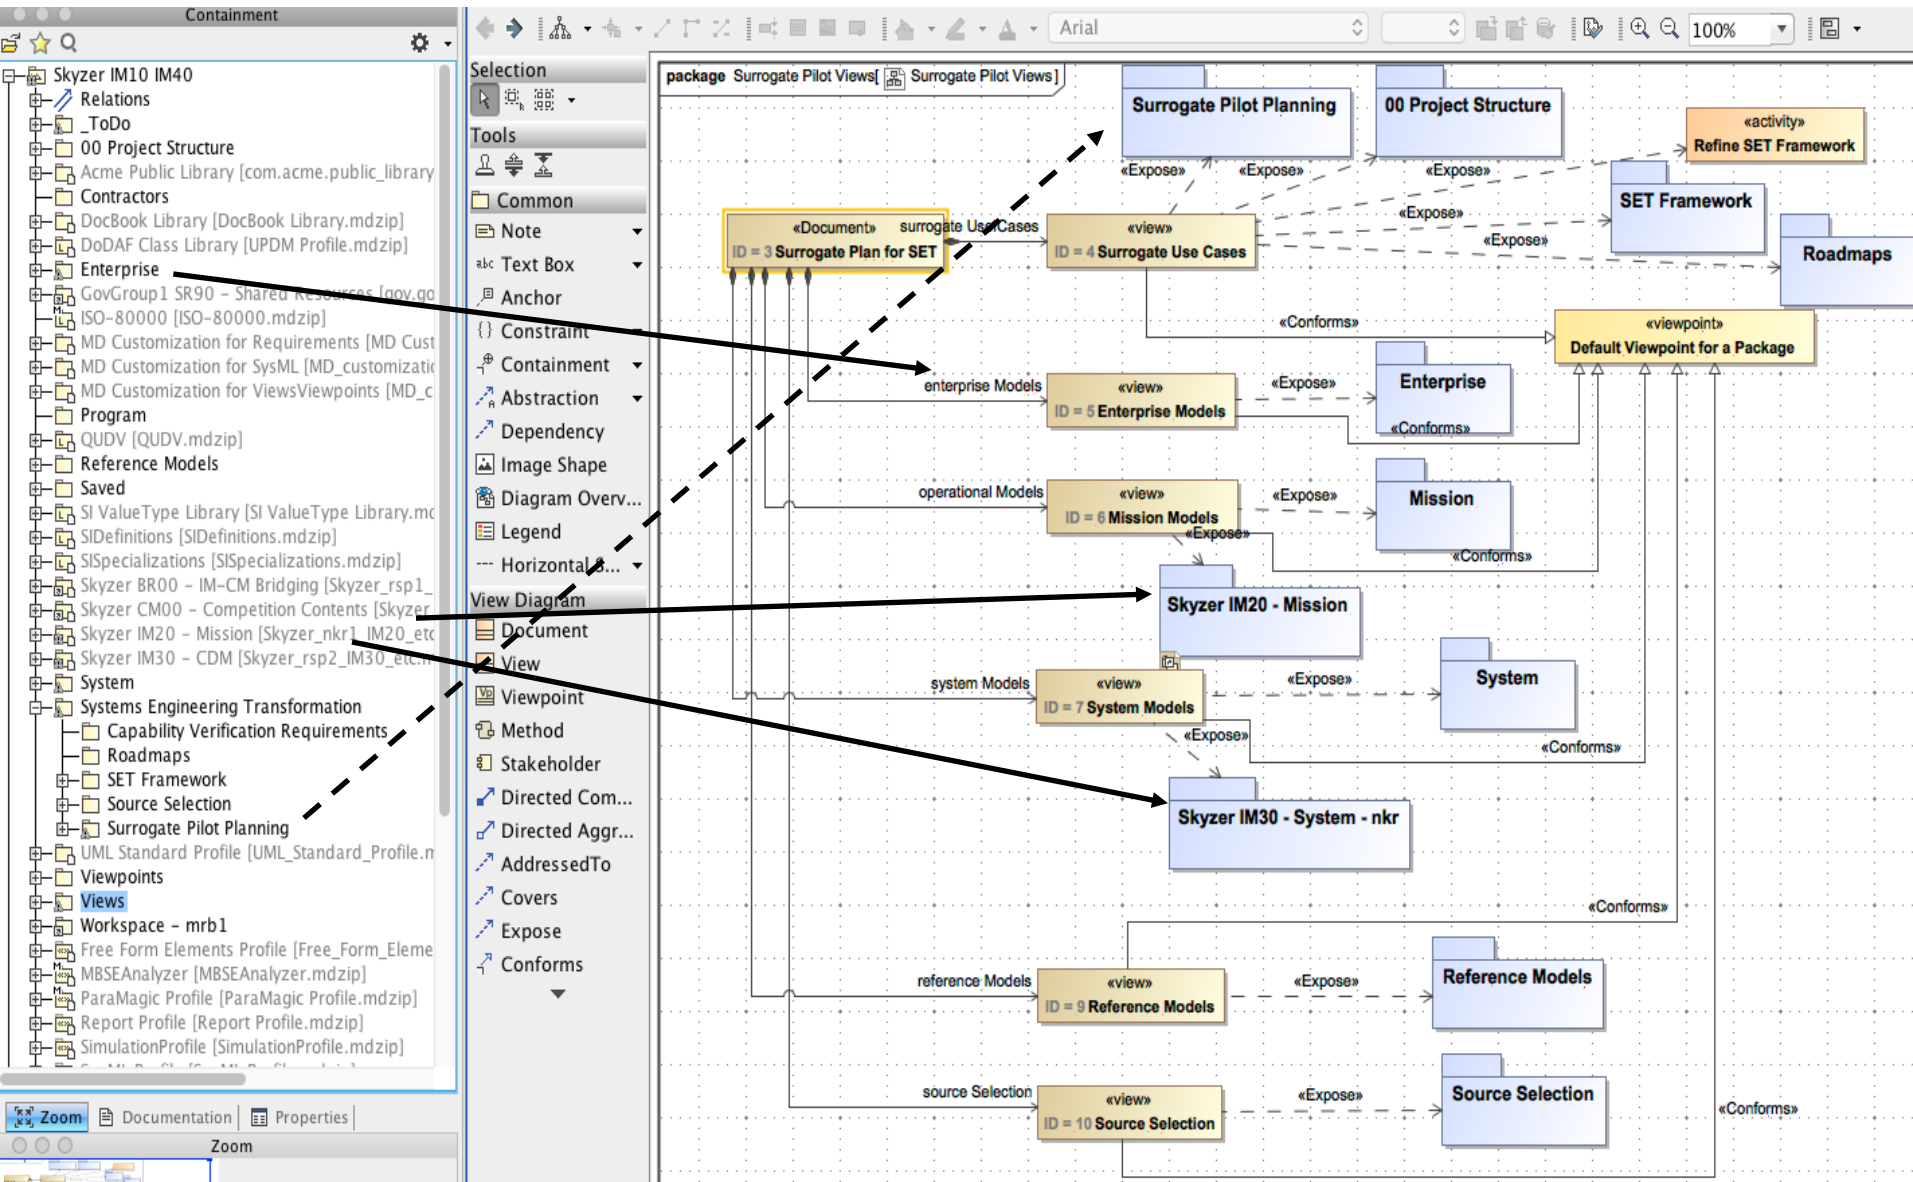 Containment
Skyzer IM10 IM40
Relations
_ToDo
00 Project Structure
Acme Public Library [com.acme.public_library
Contractors
DocBook Library [DocBook Library.mdzip]
DoDAF Class Library [UPDM Profile.mdzip]
Enterprise
GovGroup1 SR90 – Shared Resources [gov.go
ISO-80000 [ISO-80000.mdzip]
MD Customization for Requirements [MD Cust
MD Customization for SysML [MD_customizatio
MD Customization for ViewsViewpoints [MD_c
Program
QUDV [QUDV.mdzip]
Reference Models
Saved
SI ValueType Library [SI ValueType Library.md
SIDefinitions [SIDefinitions.mdzip]
SISpecializations [SISpecializations.mdzip]
Skyzer BR00 – IM-CM Bridging [Skyzer_rsp1_
Skyzer CM00 – Competition Contents [Skyzer
Skyzer IM20 – Mission [Skyzer_nkr1_IM20_etc
Skyzer IM30 – CDM [Skyzer_rsp2_IM30_etc.m
System
Systems Engineering Transformation
Capability Verification Requirements
Roadmaps
SET Framework
Source Selection
Surrogate Pilot Planning
UML Standard Profile [UML_Standard_Profile.m
Viewpoints
Views
Workspace – mrb1
Free Form Elements Profile [Free_Form_Eleme
MBSEAnalyzer [MBSEAnalyzer.mdzip]
ParaMagic Profile [ParaMagic Profile.mdzip]
Report Profile [Report Profile.mdzip]
SimulationProfile [SimulationProfile.mdzip]
Zoom
Documentation
Properties
Zoom
Arial
100%
Selection
Tools
Common
Note
Text Box
Anchor
Constraint
Containment
Abstraction
Dependency
Image Shape
Diagram Overv...
Legend
Horizontal S...
View Diagram
Document
View
Viewpoint
Method
Stakeholder
Directed Com...
Directed Aggr...
AddressedTo
Covers
Expose
Conforms
package Surrogate Pilot Views[ Surrogate Pilot Views ]
Surrogate Pilot Planning
00 Project Structure
«activity»
Refine SET Framework
«Expose»
«Expose»
«Expose»
SET Framework
«Expose»
«Document»
ID = 3 Surrogate Plan for SET
surrogate Use Cases
«view»
ID = 4 Surrogate Use Cases
«Expose»
Roadmaps
«Conforms»
«viewpoint»
Default Viewpoint for a Package
enterprise Models
«view»
ID = 5 Enterprise Models
«Expose»
Enterprise
«Conforms»
operational Models
«view»
ID = 6 Mission Models
«Expose»
Mission
«Expose»
«Conforms»
Skyzer IM20 - Mission
system Models
«view»
ID = 7 System Models
«Expose»
System
«Expose»
«Conforms»
Skyzer IM30 - System - nkr
«Conforms»
reference Models
«view»
ID = 9 Reference Models
«Expose»
Reference Models
source Selection
«view»
ID = 10 Source Selection
«Expose»
Source Selection
«Conforms»